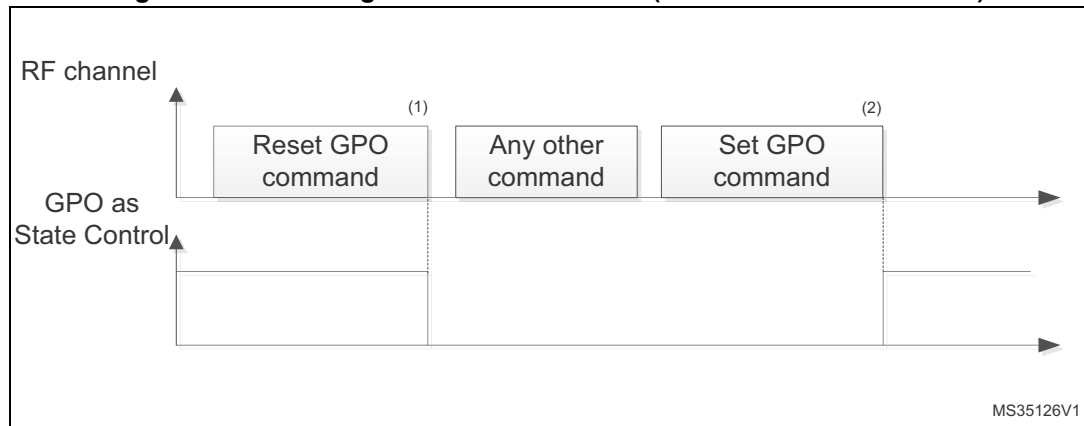 RF channel
(1)
(2)
Reset GPO
command
Any other
command
Set GPO
command
GPO as
State Control
MS35126V1